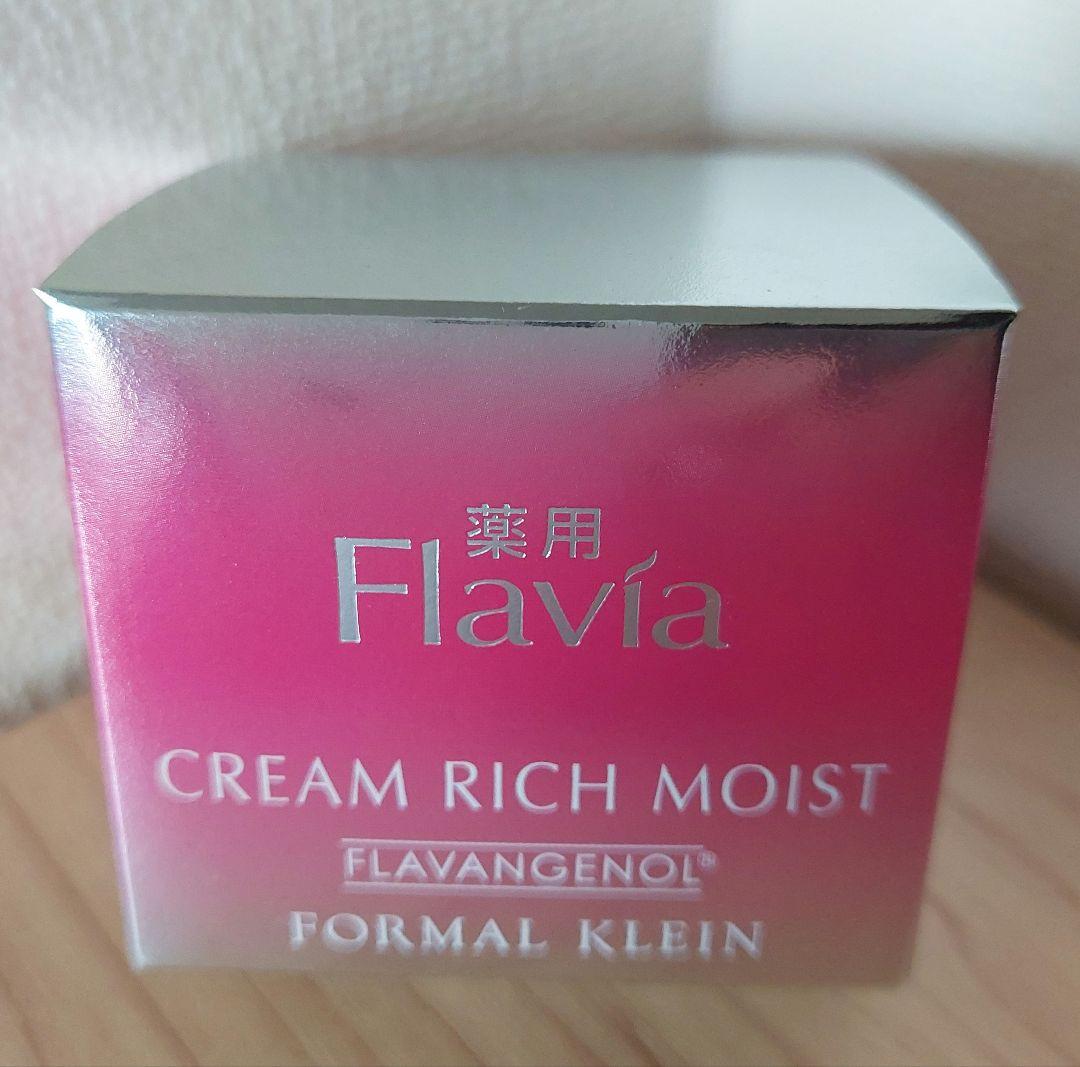 薬用
Flavía
CREAM RICH MOIST
FLAVANGENOL®
FORMAL KLEIN